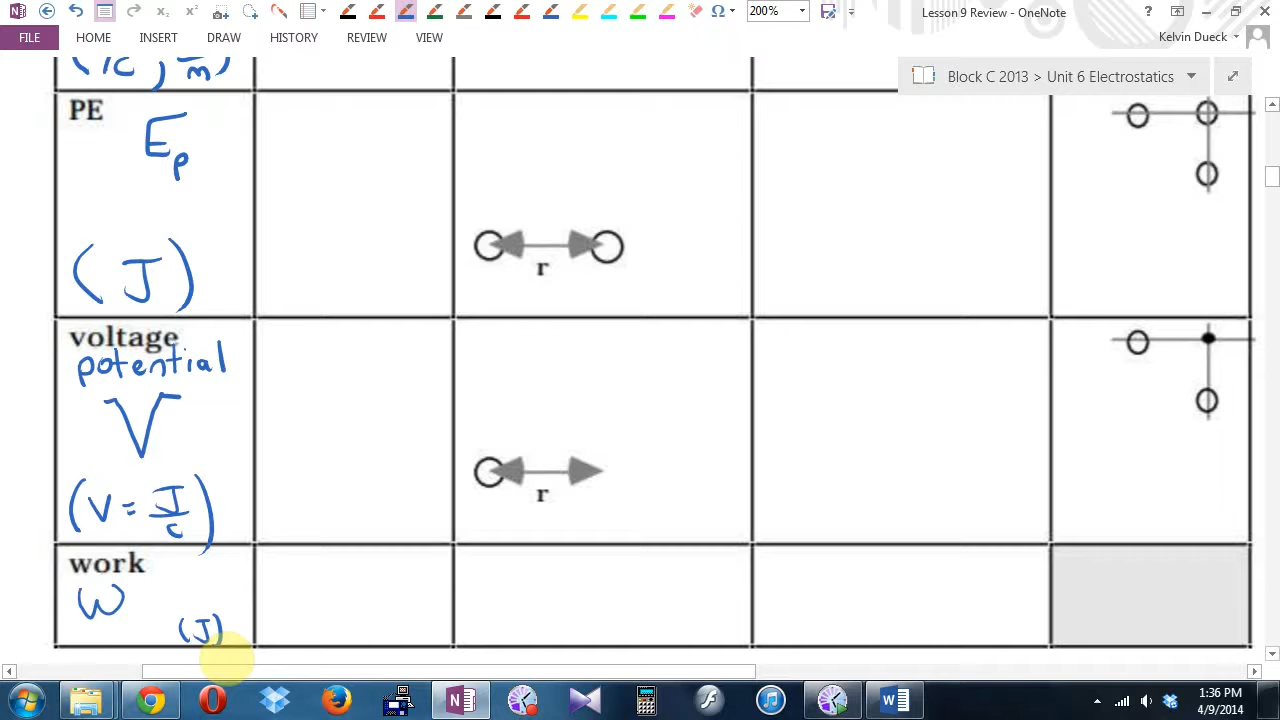 Lesson 9 Review - OneNote
200%
FILE
HOME
INSERT
DRAW
HISTORY
REVIEW
VIEW
Kelvin Dueck
Block C 2013 > Unit 6 Electrostatics
PE
Ep
(J)
r
voltage
potential
V
(V = J/C)
r
work
W
(J)
1:36 PM
4/9/2014